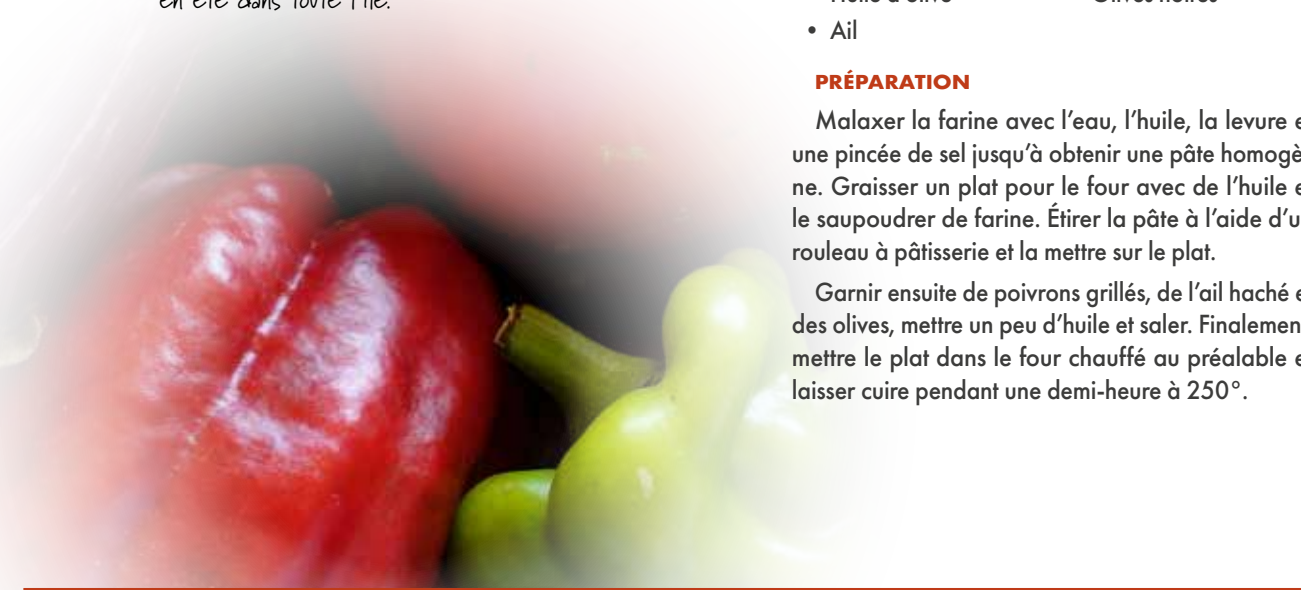 en été dans toute l'île.
Huile d'olive
Olives noires
• Ail
PRÉPARATION
Malaxer la farine avec l'eau, l'huile, la levure e
une pincée de sel jusqu'à obtenir une pâte homogè-
ne. Graisser un plat pour le four avec de l'huile e
le saupoudrer de farine. Étirer la pâte à l'aide d'u
rouleau à pâtisserie et la mettre sur le plat.
Garnir ensuite de poivrons grillés, de l'ail haché e
des olives, mettre un peu d'huile et saler. Finalemen
mettre le plat dans le four chauffé au préalable e
laisser cuire pendant une demi-heure à 250°.